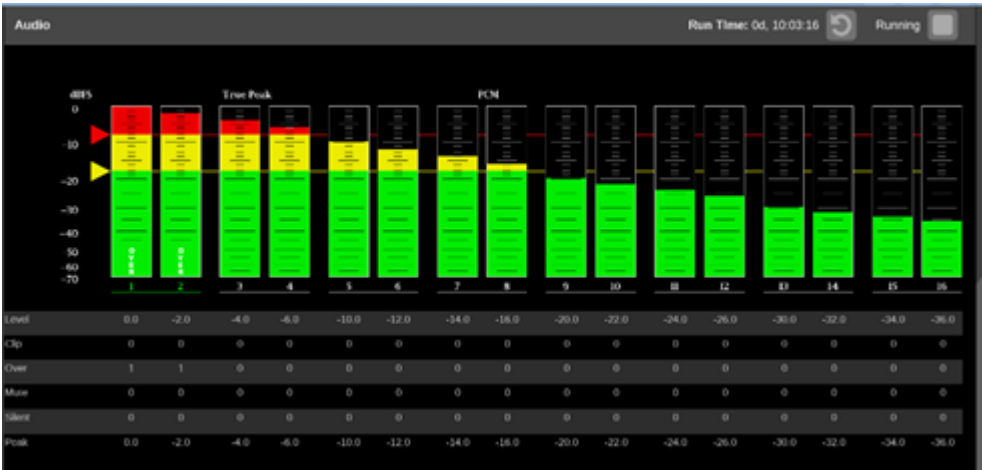 Audio Run Time: 0d, 10:03:16 Running
dBFS True Peak PCM
0
-10
-20
-30
-40
50
-60
-70
OVER OVER
1 2 3 4 5 6 7 8 9 10 11 12 13 14 15 16
Level 0.0 -2.0 -4.0 -6.0 -10.0 -12.0 -14.0 -16.0 -20.0 -22.0 -24.0 -26.0 -30.0 -32.0 -34.0 -36.0
Clip 0 0 0 0 0 0 0 0 0 0 0 0 0 0 0 0
Over 1 1 0 0 0 0 0 0 0 0 0 0 0 0 0 0
Mute 0 0 0 0 0 0 0 0 0 0 0 0 0 0 0 0
Silent 0 0 0 0 0 0 0 0 0 0 0 0 0 0 0 0
Peak 0.0 -2.0 -4.0 -6.0 -10.0 -12.0 -14.0 -16.0 -20.0 -22.0 -24.0 -26.0 -30.0 -32.0 -34.0 -36.0